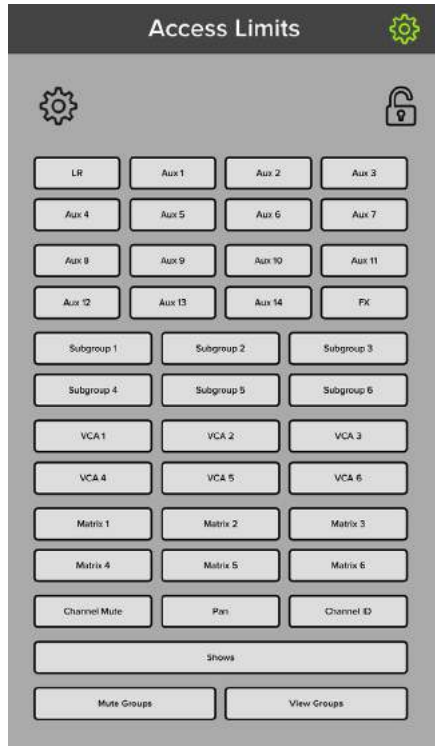 Access Limits
LR Aux 1 Aux 2 Aux 3
Aux 4 Aux 5 Aux 6 Aux 7
Aux 8 Aux 9 Aux 10 Aux 11
Aux 12 Aux 13 Aux 14 FX
Subgroup 1 Subgroup 2 Subgroup 3
Subgroup 4 Subgroup 5 Subgroup 6
VCA 1 VCA 2 VCA 3
VCA 4 VCA 5 VCA 6
Matrix 1 Matrix 2 Matrix 3
Matrix 4 Matrix 5 Matrix 6
Channel Mute Pan Channel ID
Shows
Mute Groups View Groups